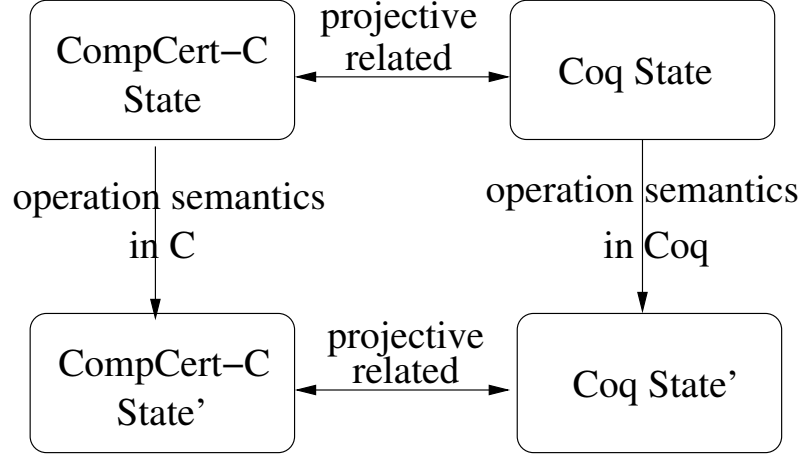 CompCert−C
State
projective
related
Coq State
operation semantics
in C
operation semantics
in Coq
CompCert−C
State'
projective
related
Coq State'